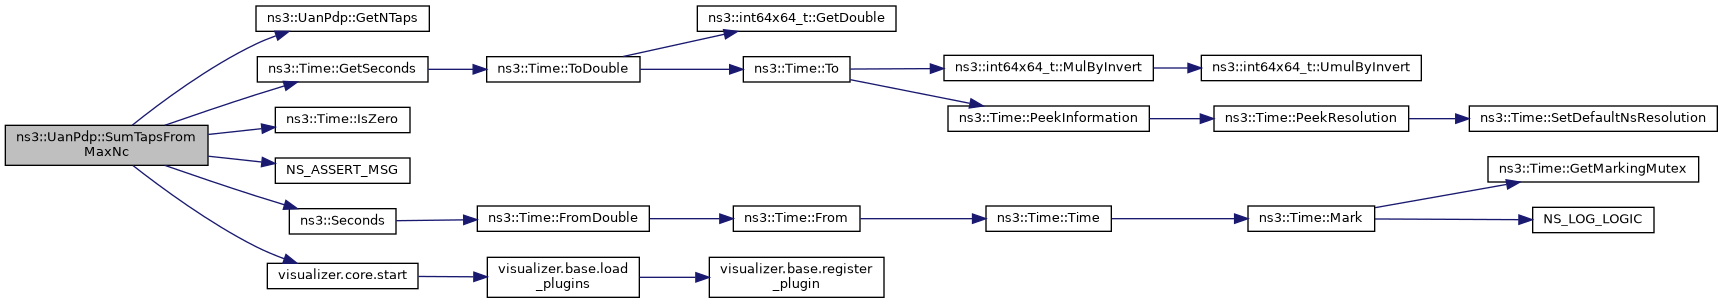 ns3::UanPdp::SumTapsFrom
MaxNc
ns3::UanPdp::GetNTaps
ns3::Time::GetSeconds
ns3::Time::IsZero
NS_ASSERT_MSG
ns3::Seconds
visualizer.core.start
ns3::Time::ToDouble
ns3::int64x64_t::GetDouble
ns3::Time::To
ns3::int64x64_t::MulByInvert
ns3::int64x64_t::UmulByInvert
ns3::Time::PeekInformation
ns3::Time::PeekResolution
ns3::Time::SetDefaultNsResolution
ns3::Time::FromDouble
ns3::Time::From
ns3::Time::Time
ns3::Time::Mark
ns3::Time::GetMarkingMutex
NS_LOG_LOGIC
visualizer.base.load
_plugins
visualizer.base.register
_plugin